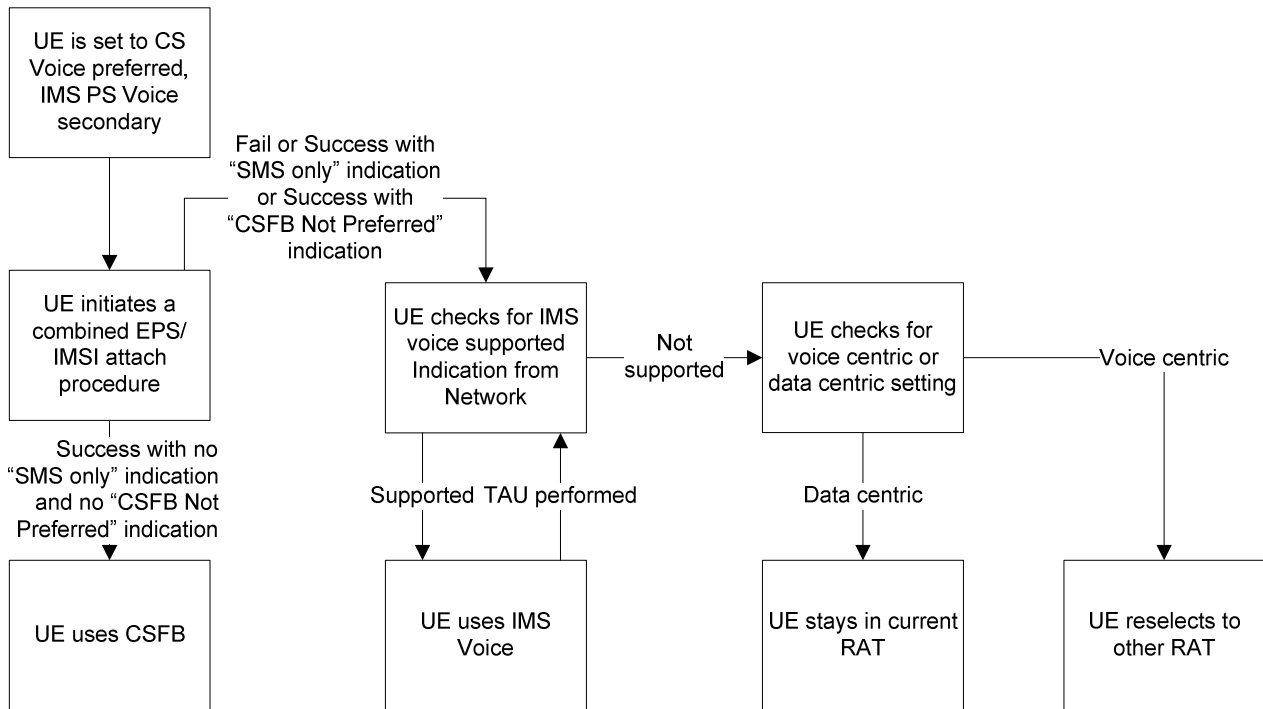 UE is set to CS
Voice preferred,
IMS PS Voice
secondary
Fail or Success with
“SMS only” indication
or Success with
“CSFB Not Preferred”
indication
UE initiates a
combined EPS/
IMSI attach
procedure
UE checks for IMS
voice supported
Indication from
Network
Not
supported
UE checks for
voice centric or
data centric setting
Voice centric
Success with no
“SMS only” indication
and no “CSFB Not
Preferred” indication
Supported
TAU performed
Data centric
UE uses CSFB
UE uses IMS
Voice
UE stays in current
RAT
UE reselects to
other RAT